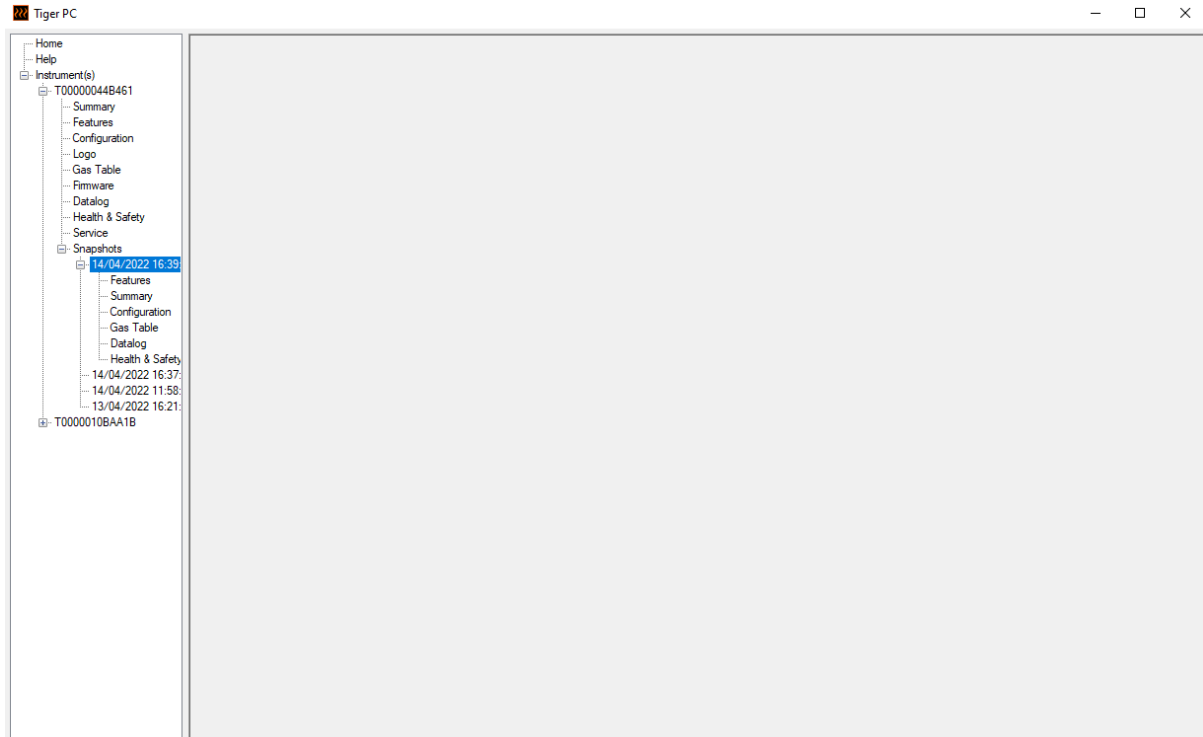 Tiger PC
Home
Help
Instrument(s)
T00000044B461
Summary
Features
Configuration
Logo
Gas Table
Firmware
Datalog
Health & Safety
Service
Snapshots
14/04/2022 16:39:
Features
Summary
Configuration
Gas Table
Datalog
Health & Safety
14/04/2022 16:37:
14/04/2022 11:58:
13/04/2022 16:21:
T0000010BAA1B